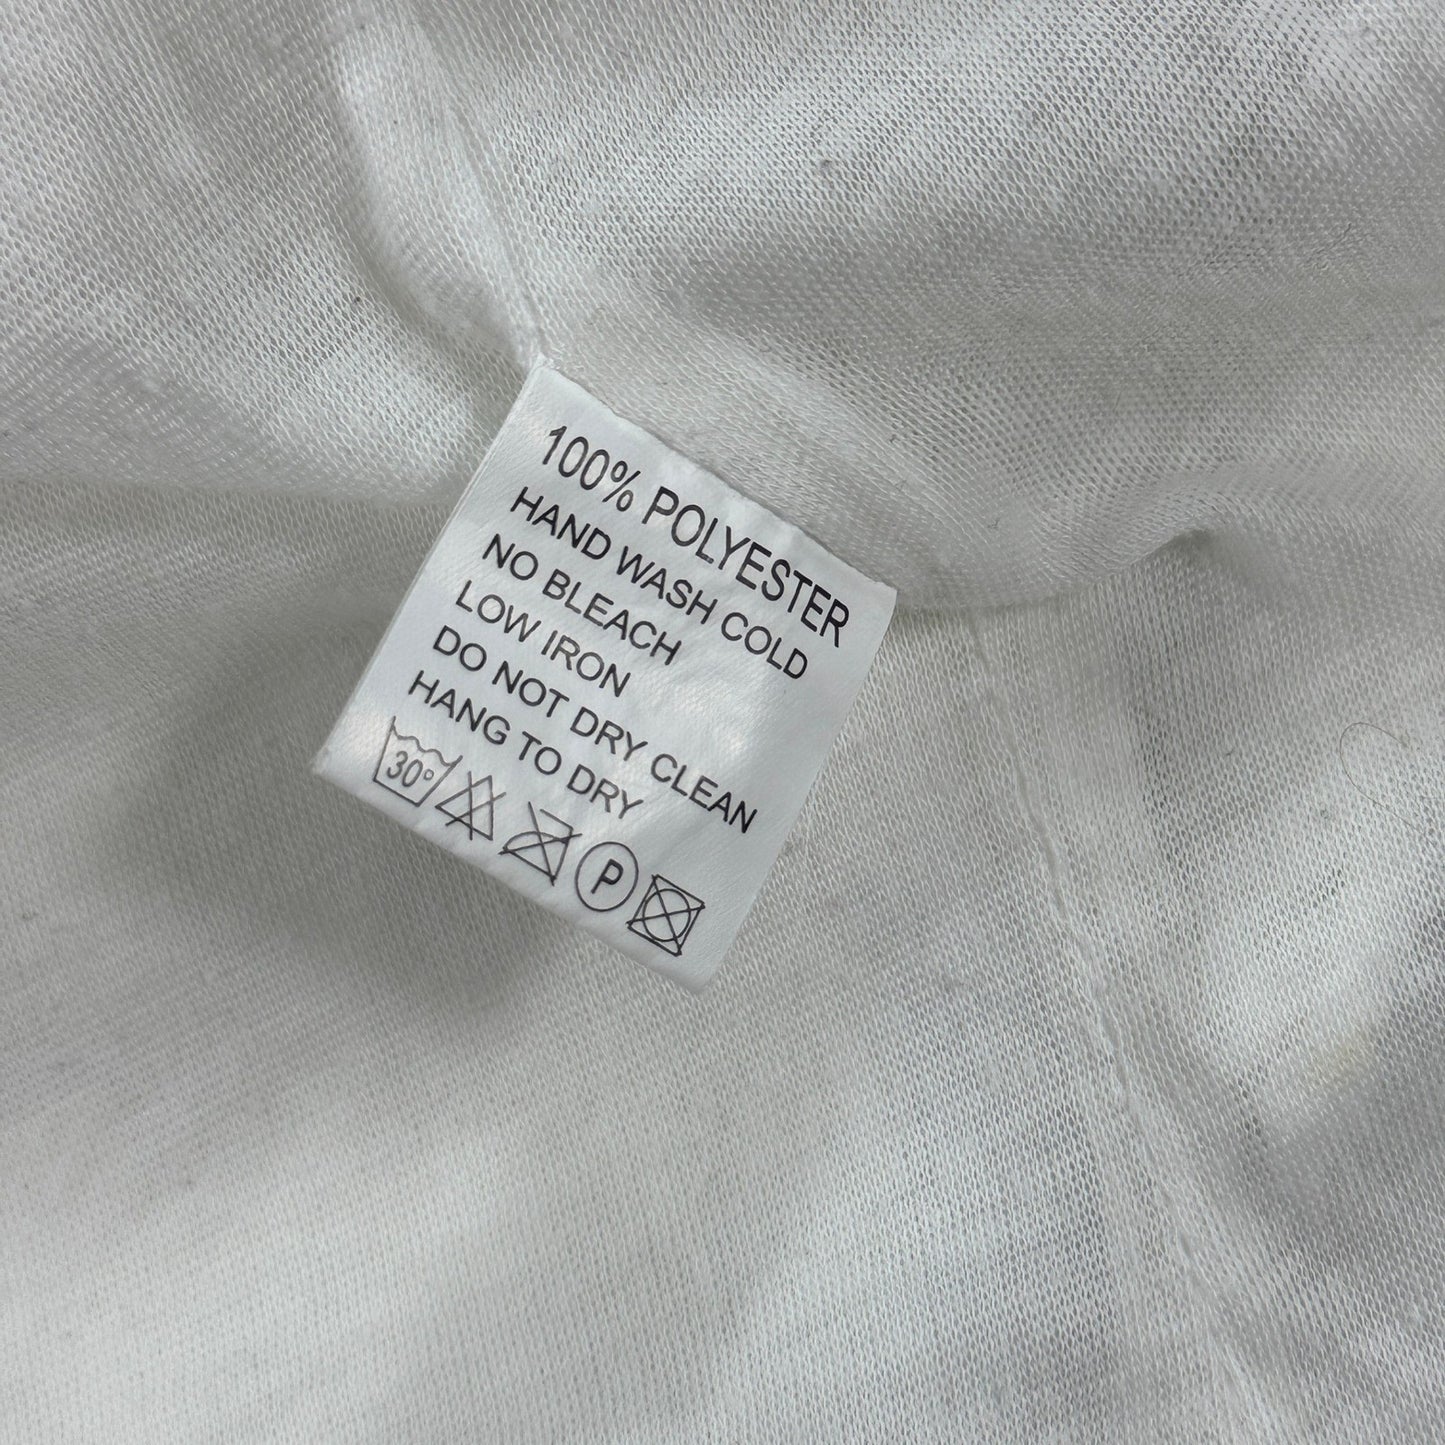 100% POLYESTER
HAND WASH COLD
NO BLEACH
LOW IRON
DO NOT DRY CLEAN
HANG TO DRY
30° P